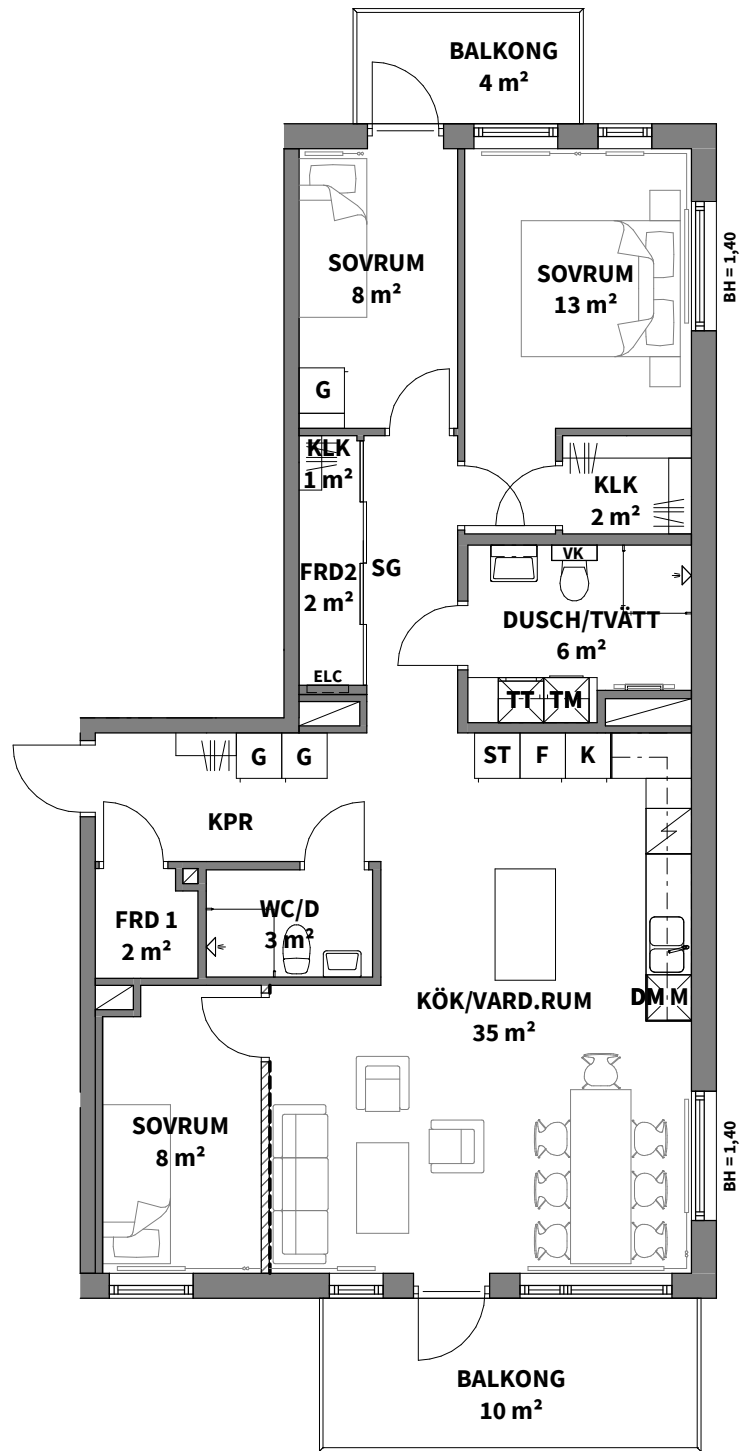 BALKONG
4 m²
SOVRUM
8 m²
SOVRUM
13 m²
BH = 1,40
G
KLK
1 m²
KLK
2 m²
FRD2
2 m²
SG
VK
DUSCH/TVÄTT
6 m²
ELC
TT
TM
G
G
ST
F
K
KPR
FRD 1
2 m²
WC/D
3 m²
KÖK/VARD.RUM
35 m²
DM M
SOVRUM
8 m²
BH = 1,40
BALKONG
10 m²